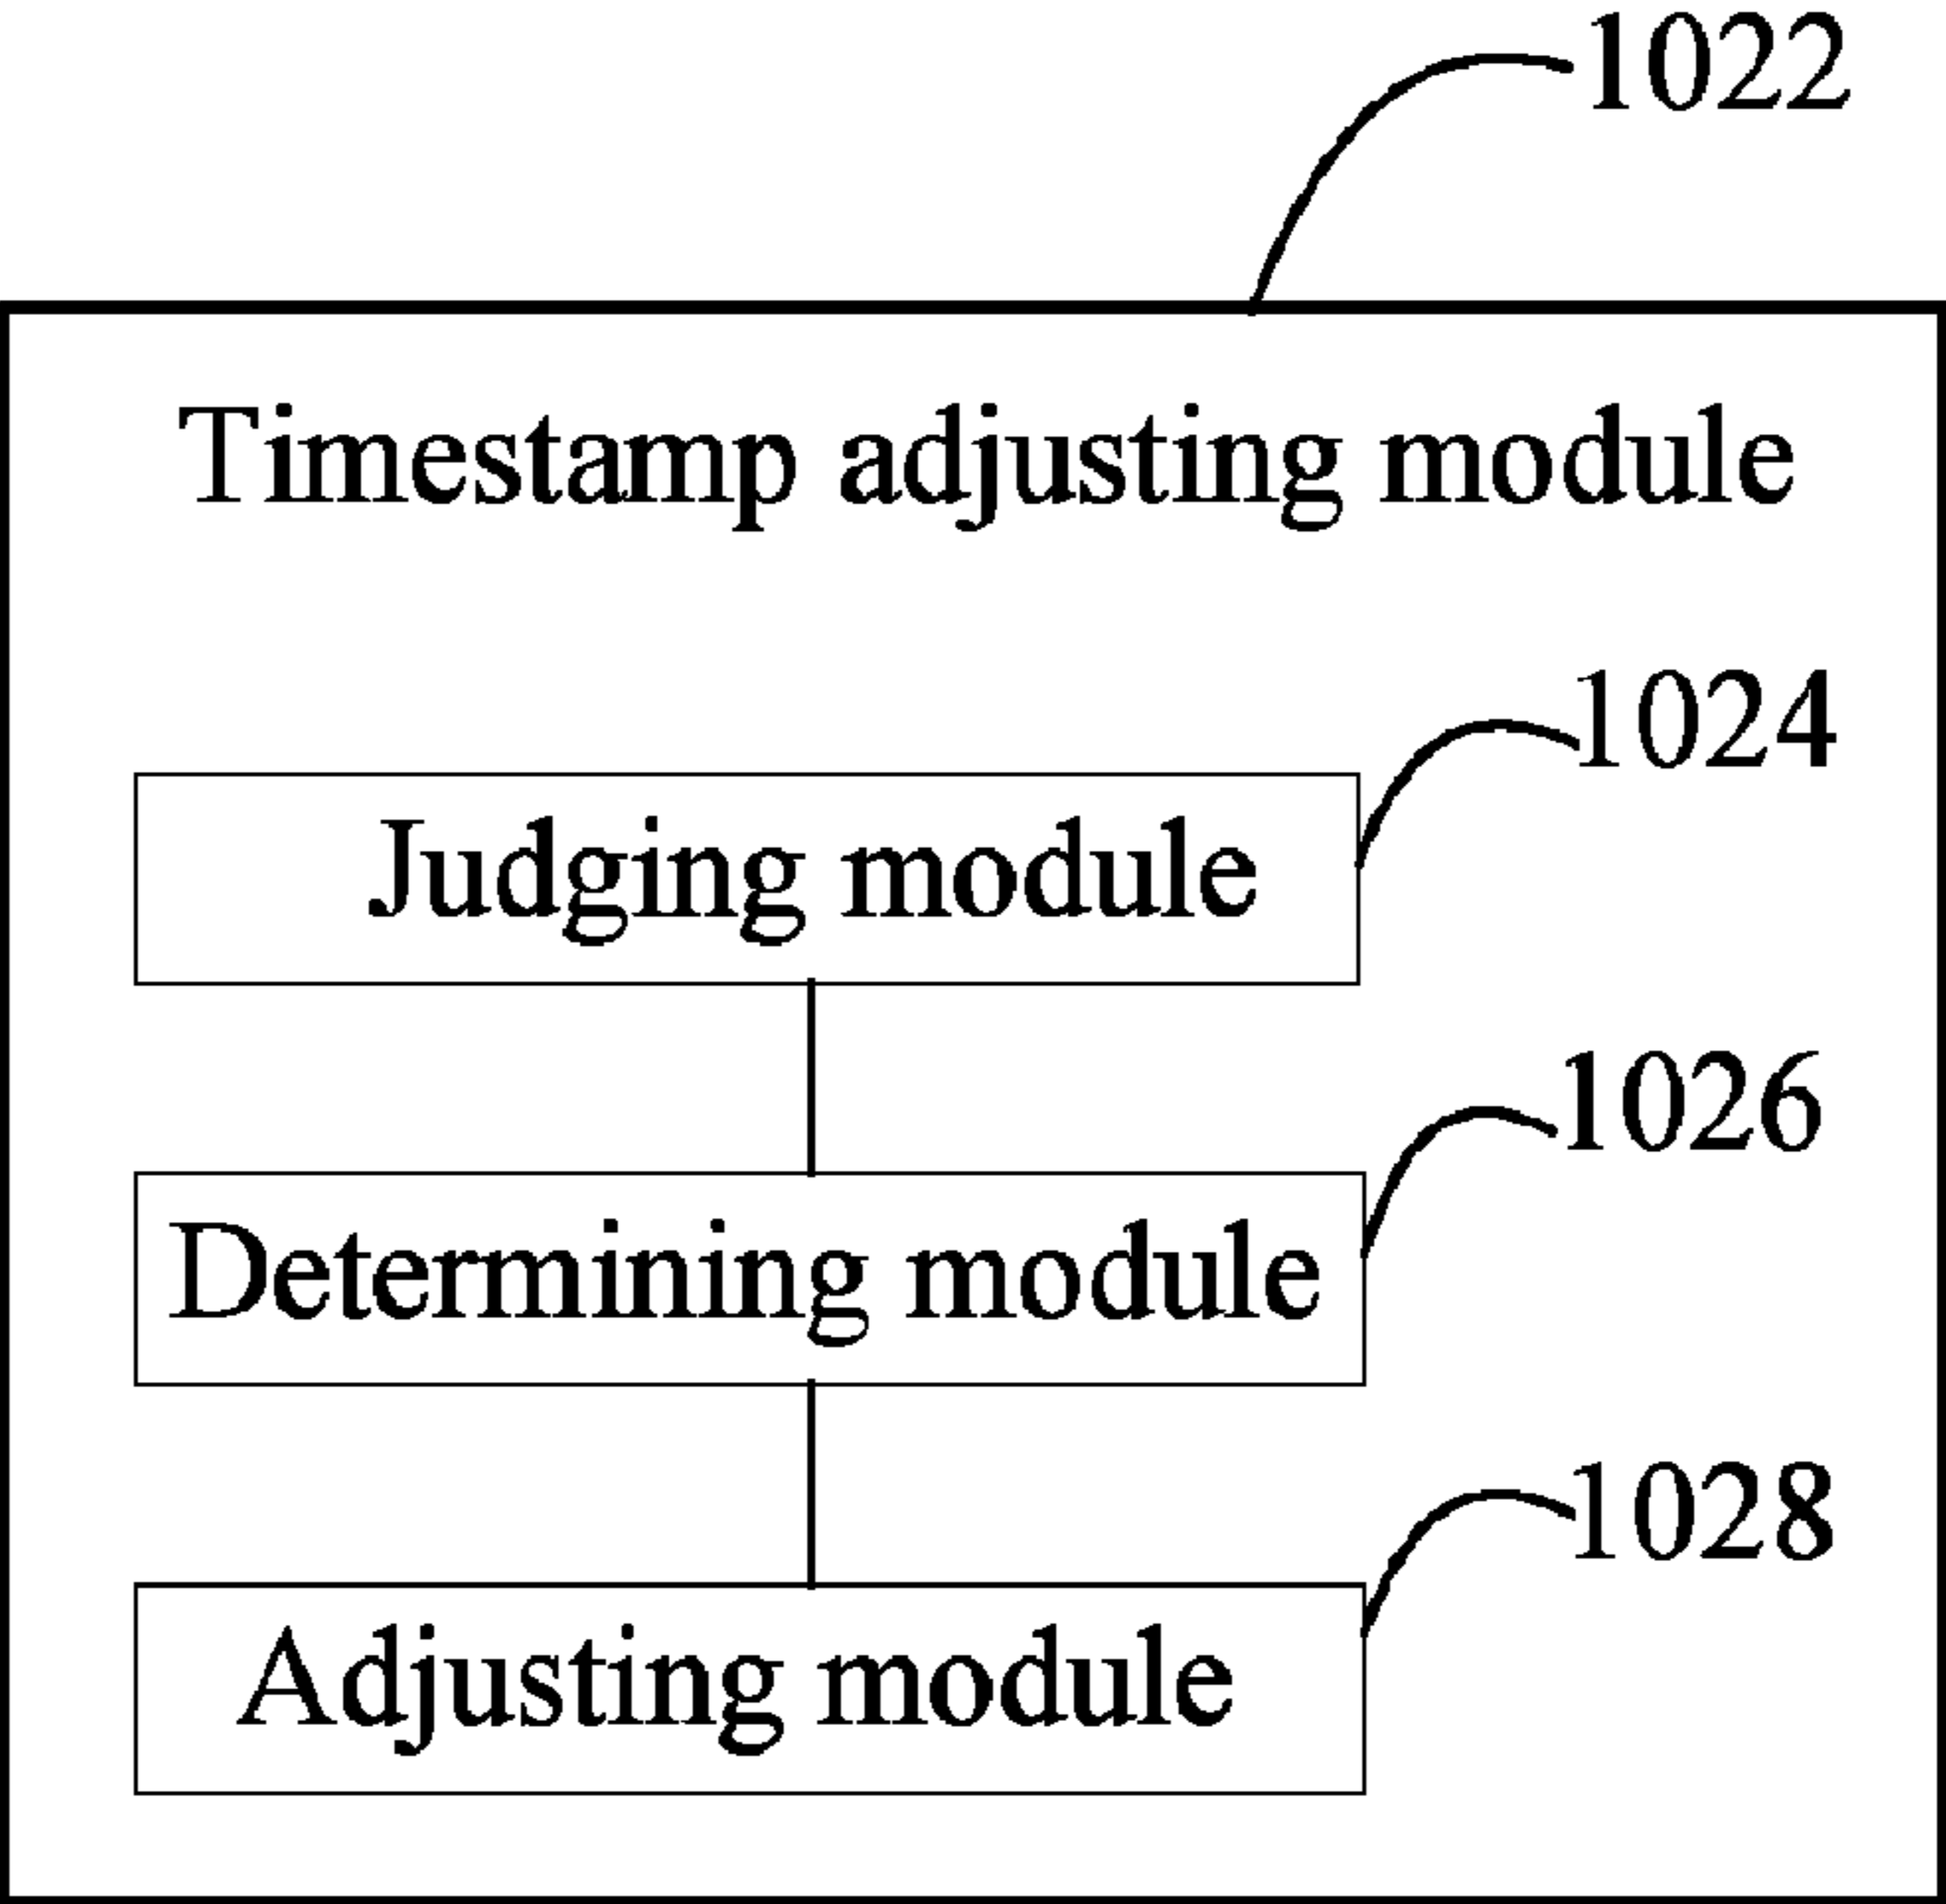 1022
Timestamp adjusting module
1024
Judging module
1026
Determining module
1028
Adjusting module